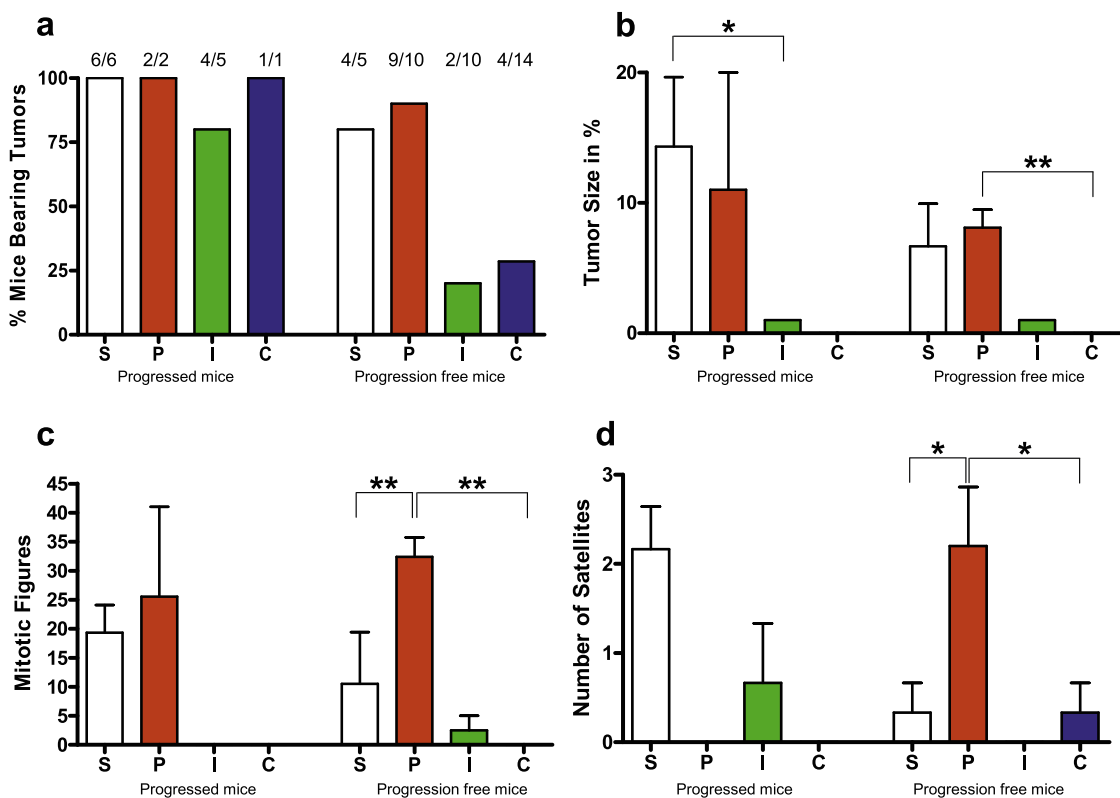 a
6/6 2/2 4/5 1/1 4/5 9/10 2/10 4/14
% Mice Bearing Tumors
100
75
50
25
0
S P I C S P I C
Progressed mice Progression free mice
b
* **
Tumor Size in %
20
10
0
S P I C S P I C
Progressed mice Progression free mice
c
** **
Mitotic Figures
45
40
35
30
25
20
15
10
5
0
S P I C S P I C
Progressed mice Progression free mice
d
* *
Number of Satellites
3
2
1
0
S P I C S P I C
Progressed mice Progression free mice